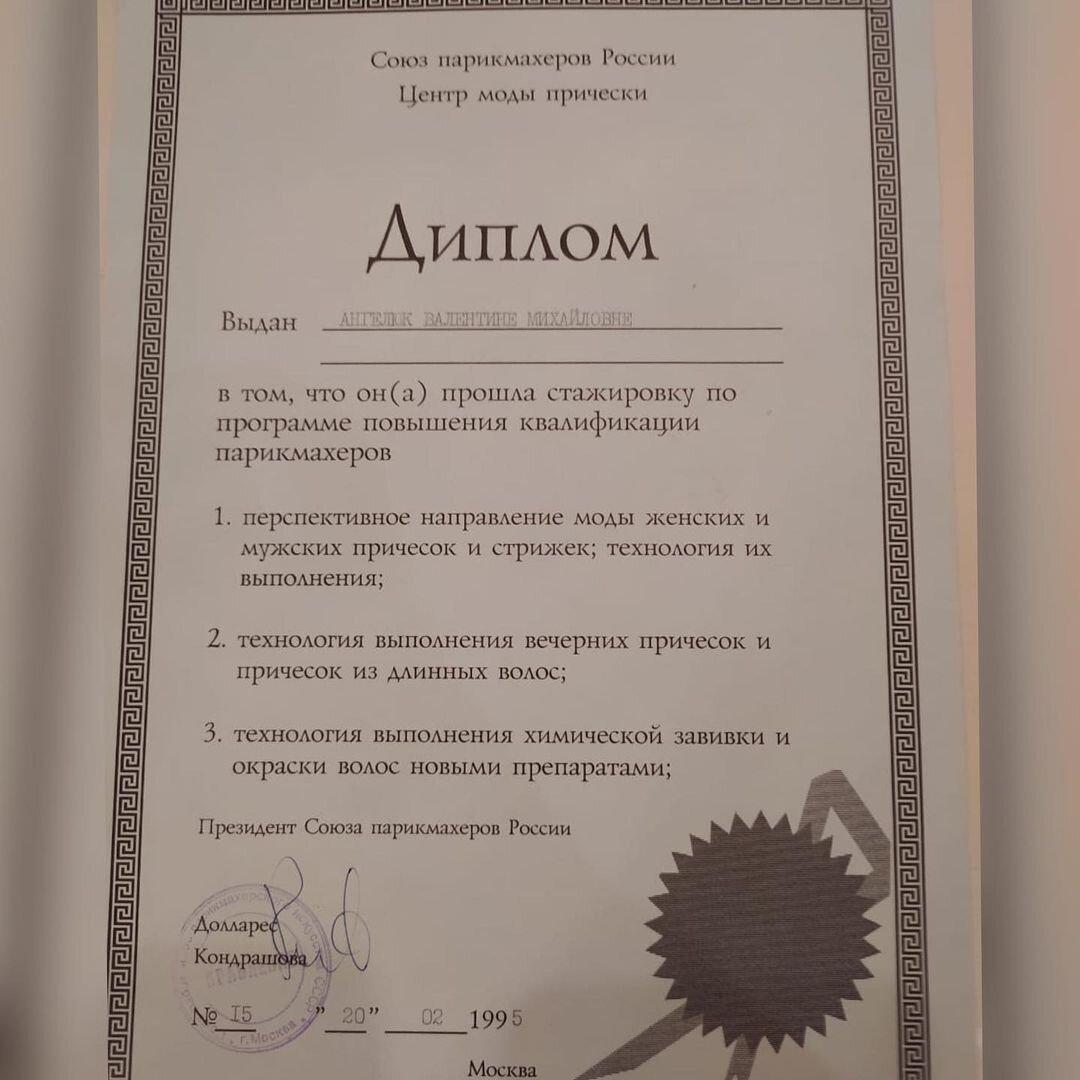 Союз парикмахеров России
Центр моды прически
Диплом
Выдан АНГЕЛЮК ВАЛЕНТИНЕ МИХАЙЛОВНЕ
в том, что он(а) прошла стажировку по
программе повышения квалификации
парикмахеров
1. перспективное направление моды женских и
мужских причесок и стрижек; технология их
выполнения;
2. технология выполнения вечерних причесок и
причесок из длинных волос;
3. технология выполнения химической завивки и
окраски волос новыми препаратами;
Президент Союза парикмахеров России
Долларес
Кондрашова
СССР
г. Москва
№ I5 "20" 02 1995
Москва